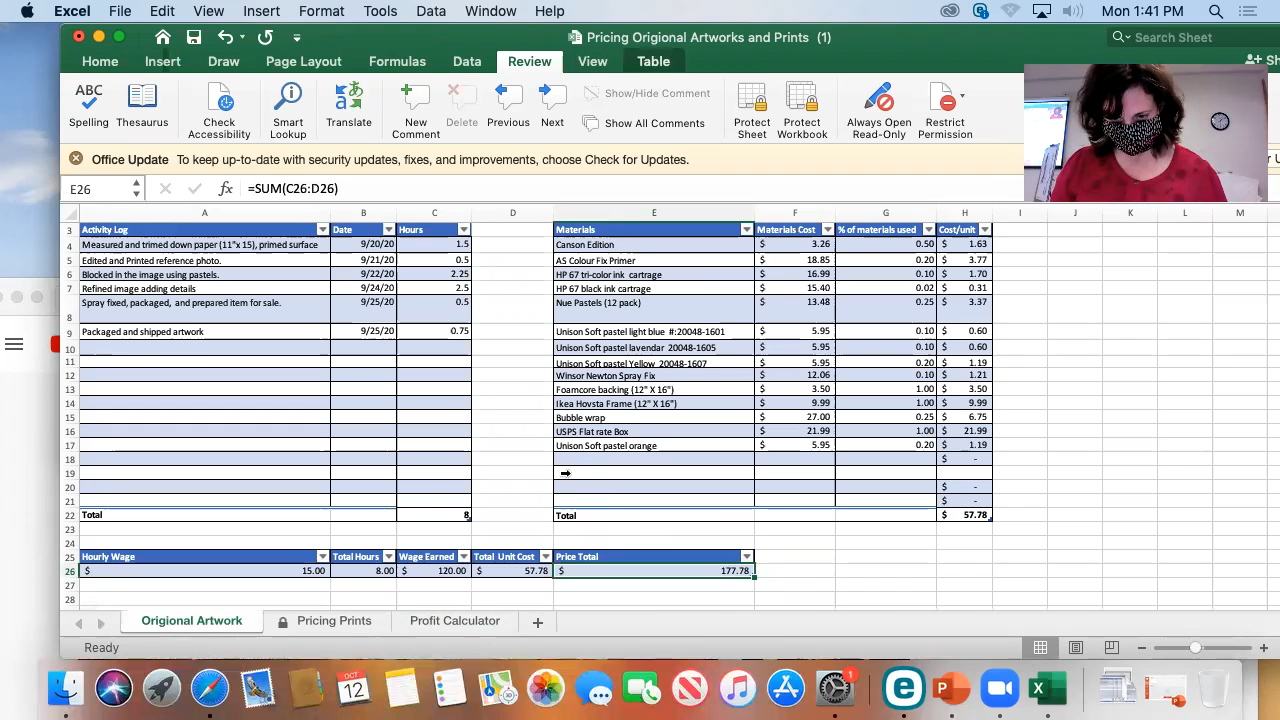 Excel File Edit View Insert Format Tools Data Window Help Mon 1:41 PM
Pricing Origional Artworks and Prints (1) Search Sheet
Home Insert Draw Page Layout Formulas Data Review View Table
ABC Spelling Thesaurus Check Accessibility Smart Lookup Translate New Comment Delete Previous Next Show/Hide Comment Show All Comments Protect Sheet Protect Workbook Always Open Read-Only Restrict Permission
Office Update To keep up-to-date with security updates, fixes, and improvements, choose Check for Updates.
E26 fx =SUM(C26:D26)
A B C D E F G H I J K L M
3 Activity Log Date Hours Materials Materials Cost % of materials used Cost/unit
4 Measured and trimed down paper (11"x 15), primed surface 9/20/20 1.5 Canson Edition $ 3.26 0.50 $ 1.63
5 Edited and Printed reference photo. 9/21/20 0.5 AS Colour Fix Primer $ 18.85 0.20 $ 3.77
6 Blocked in the image using pastels. 9/22/20 2.25 HP 67 tri-color ink cartrage $ 16.99 0.10 $ 1.70
7 Refined image adding details 9/24/20 2.5 HP 67 black ink cartrage $ 15.40 0.02 $ 0.31
8 Spray fixed, packaged, and prepared item for sale. 9/25/20 0.5 Nue Pastels (12 pack) $ 13.48 0.25 $ 3.37
9 Packaged and shipped artwork 9/25/20 0.75 Unison Soft pastel light blue #:20048-1601 $ 5.95 0.10 $ 0.60
10 Unison Soft pastel lavendar 20048-1605 $ 5.95 0.10 $ 0.60
11 Unison Soft pastel Yellow 20048-1607 $ 5.95 0.20 $ 1.19
12 Winsor Newton Spray Fix $ 12.06 0.10 $ 1.21
13 Foamcore backing (12" X 16") $ 3.50 1.00 $ 3.50
14 Ikea Hovsta Frame (12" X 16") $ 9.99 1.00 $ 9.99
15 Bubble wrap $ 27.00 0.25 $ 6.75
16 USPS Flat rate Box $ 21.99 1.00 $ 21.99
17 Unison Soft pastel orange $ 5.95 0.20 $ 1.19
18 $ -
19
20 $ -
21 $ -
22 Total 8 Total $ 57.78
23
24
25 Hourly Wage Total Hours Wage Earned Total Unit Cost Price Total
26 $ 15.00 8.00 $ 120.00 $ 57.78 $ 177.78
27
28
Origional Artwork Pricing Prints Profit Calculator +
Ready
OCT 12 1